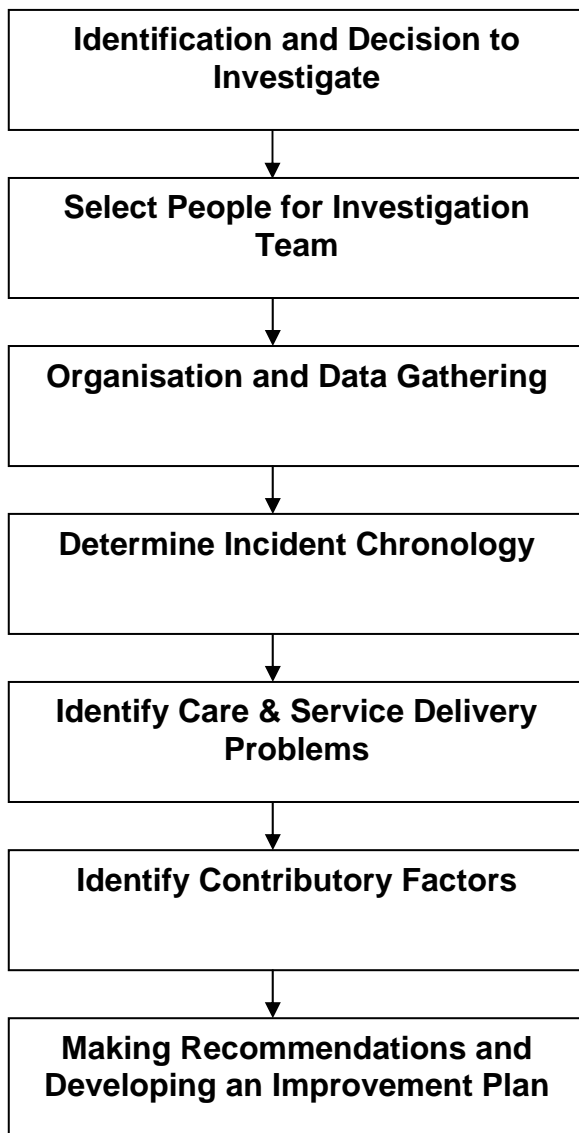 Identification and Decision to
Investigate
Select People for Investigation
Team
Organisation and Data Gathering
Determine Incident Chronology
Identify Care & Service Delivery
Problems
Identify Contributory Factors
Making Recommendations and
Developing an Improvement Plan